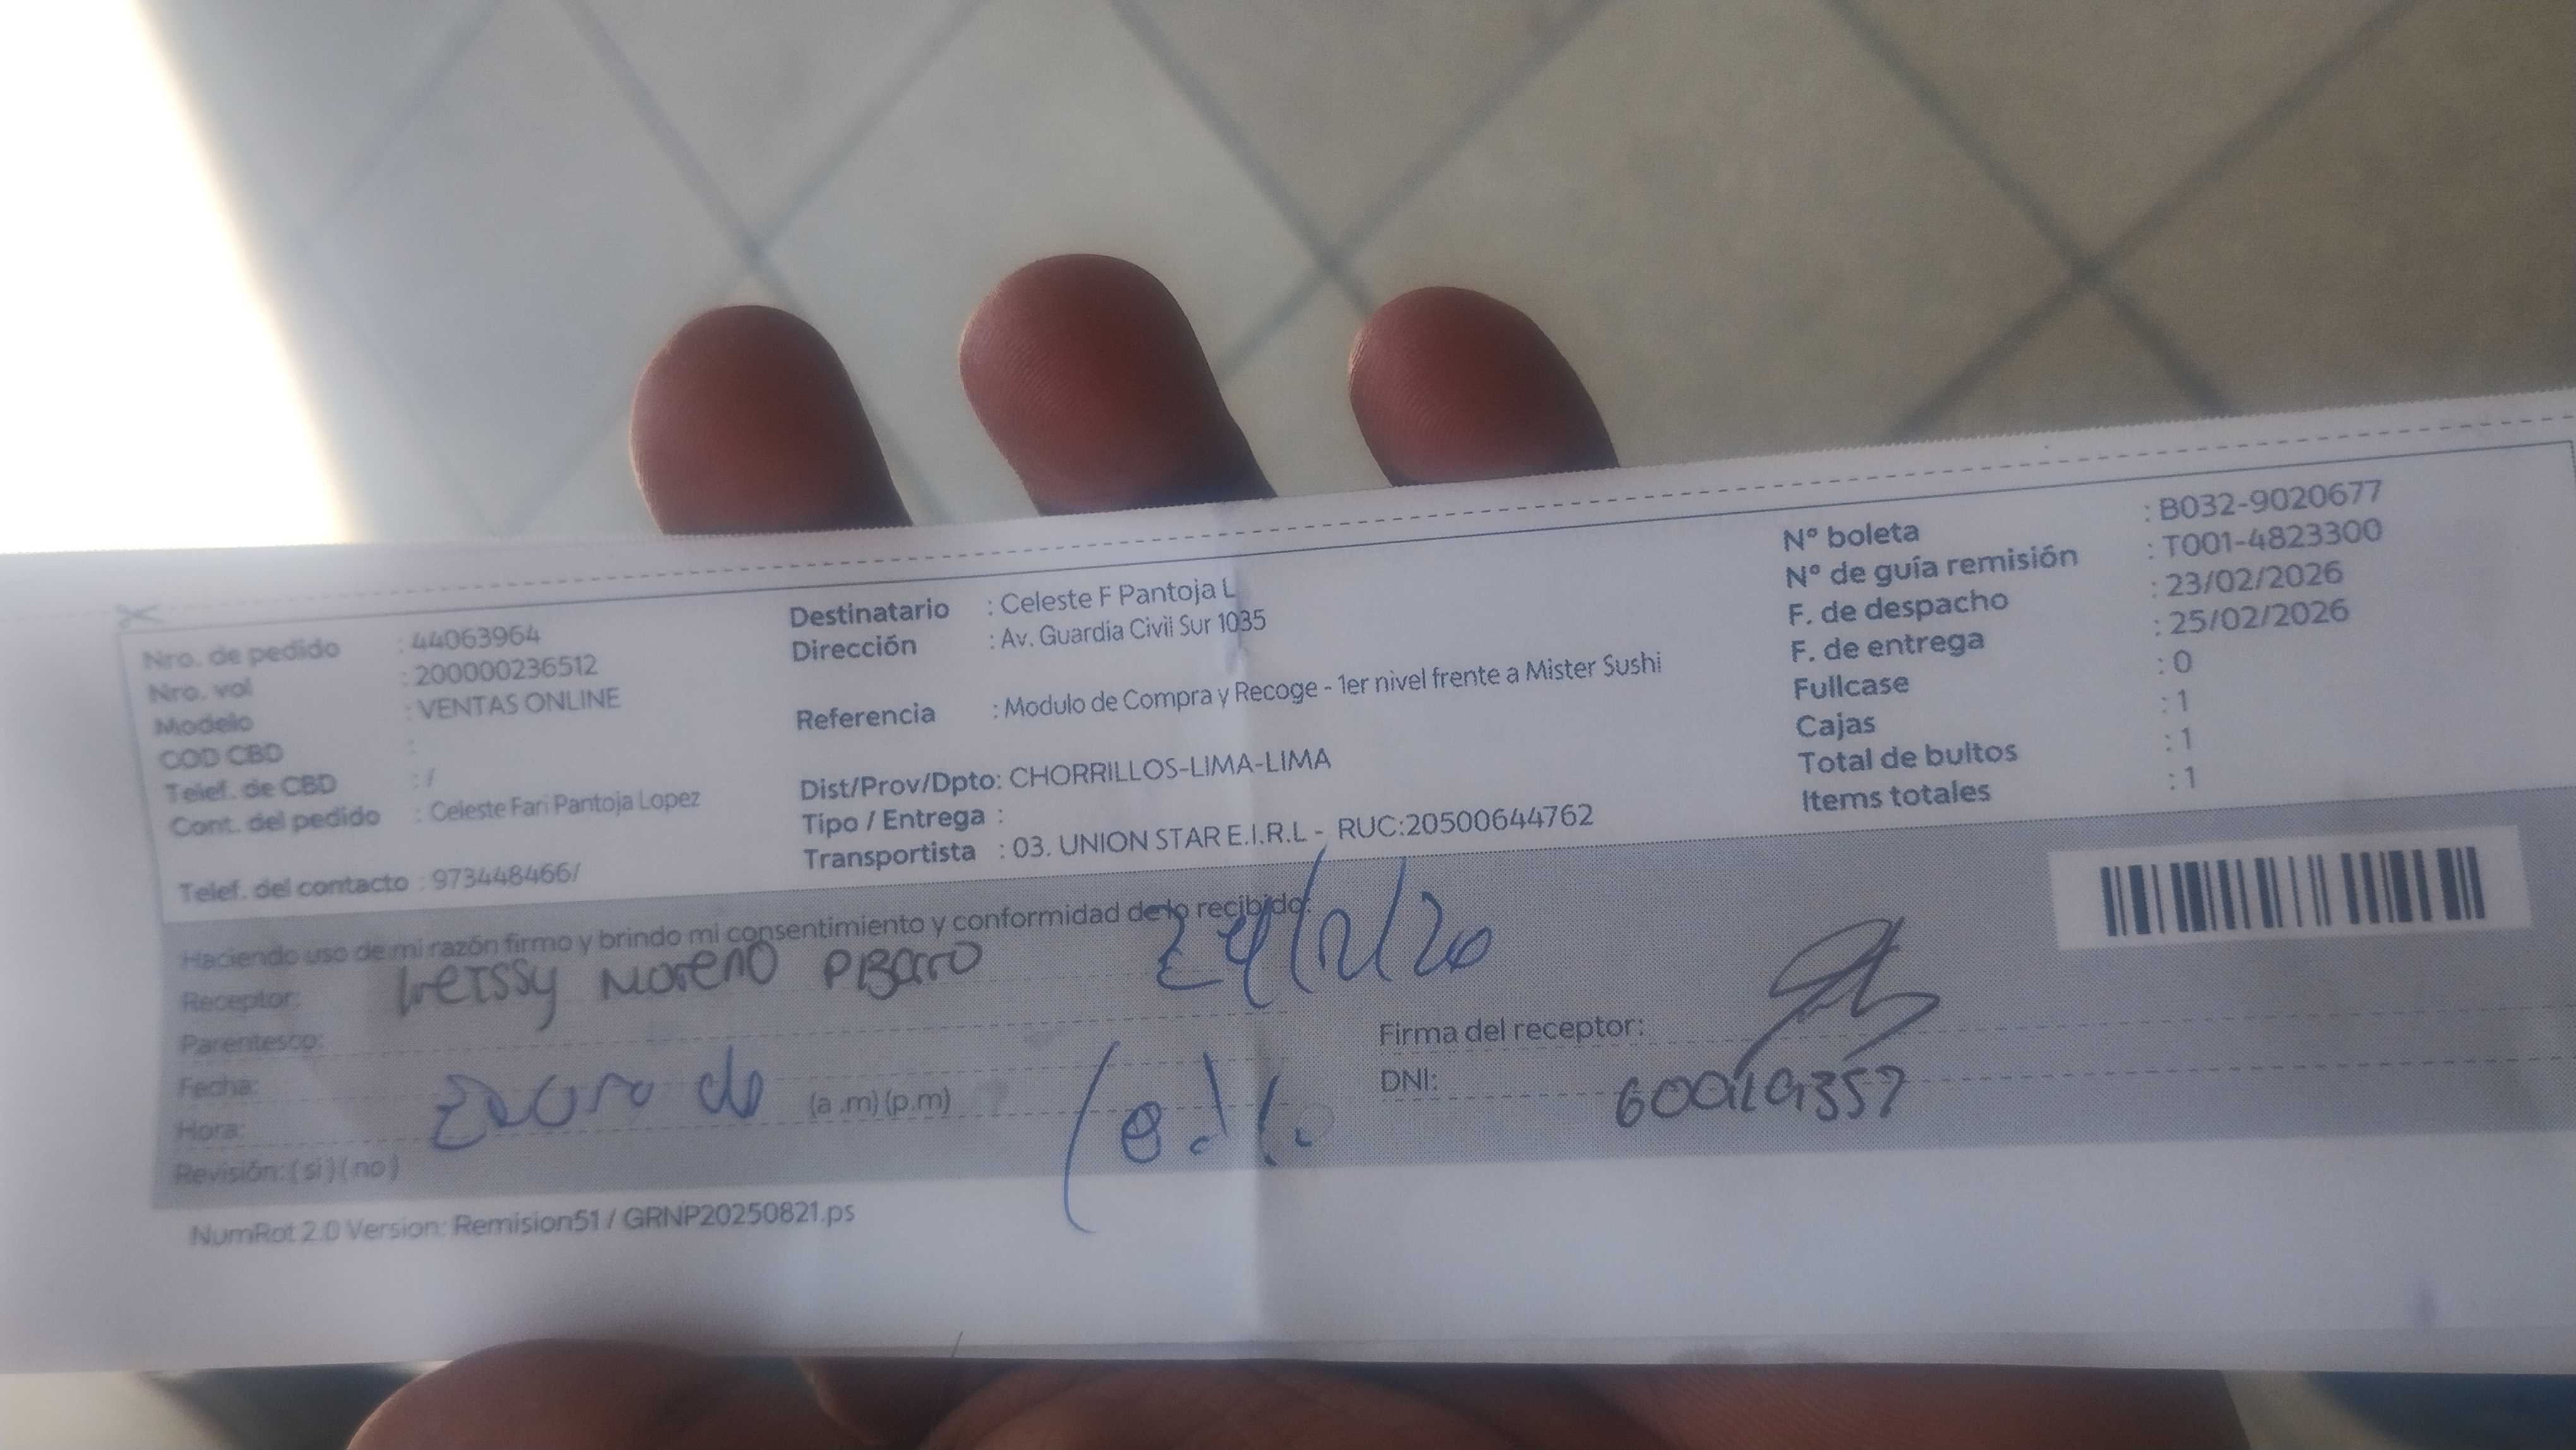 Nro. de pedido : 44063964
Nro. vol : 200000236512
Modelo : VENTAS ONLINE
COD CBD :
Telef. de CBD : /
Cont. del pedido : Celeste Fari Pantoja Lopez
Telef. del contacto : 973448466/
Destinatario : Celeste F Pantoja L
Dirección : Av. Guardia Civil Sur 1035
Referencia : Modulo de Compra y Recoge - 1er nivel frente a Mister Sushi
Dist/Prov/Dpto: CHORRILLOS-LIMA-LIMA
Tipo / Entrega :
Transportista : 03. UNION STAR E.I.R.L - RUC:20500644762
Nº boleta : B032-9020677
Nº de guía remisión : T001-4823300
F. de despacho : 23/02/2026
F. de entrega : 25/02/2026
Fullcase : 0
Cajas : 1
Total de bultos : 1
Items totales : 1
Haciendo uso de mi razón firmo y brindo mi consentimiento y conformidad de lo recibido:
Receptor: Moreno
Parentesco:
Fecha:
Hora: (a .m) (p.m)
Revisión: ( si ) ( no )
Firma del receptor:
DNI:
NumRot 2.0 Version: Remision51 / GRNP20250821.ps